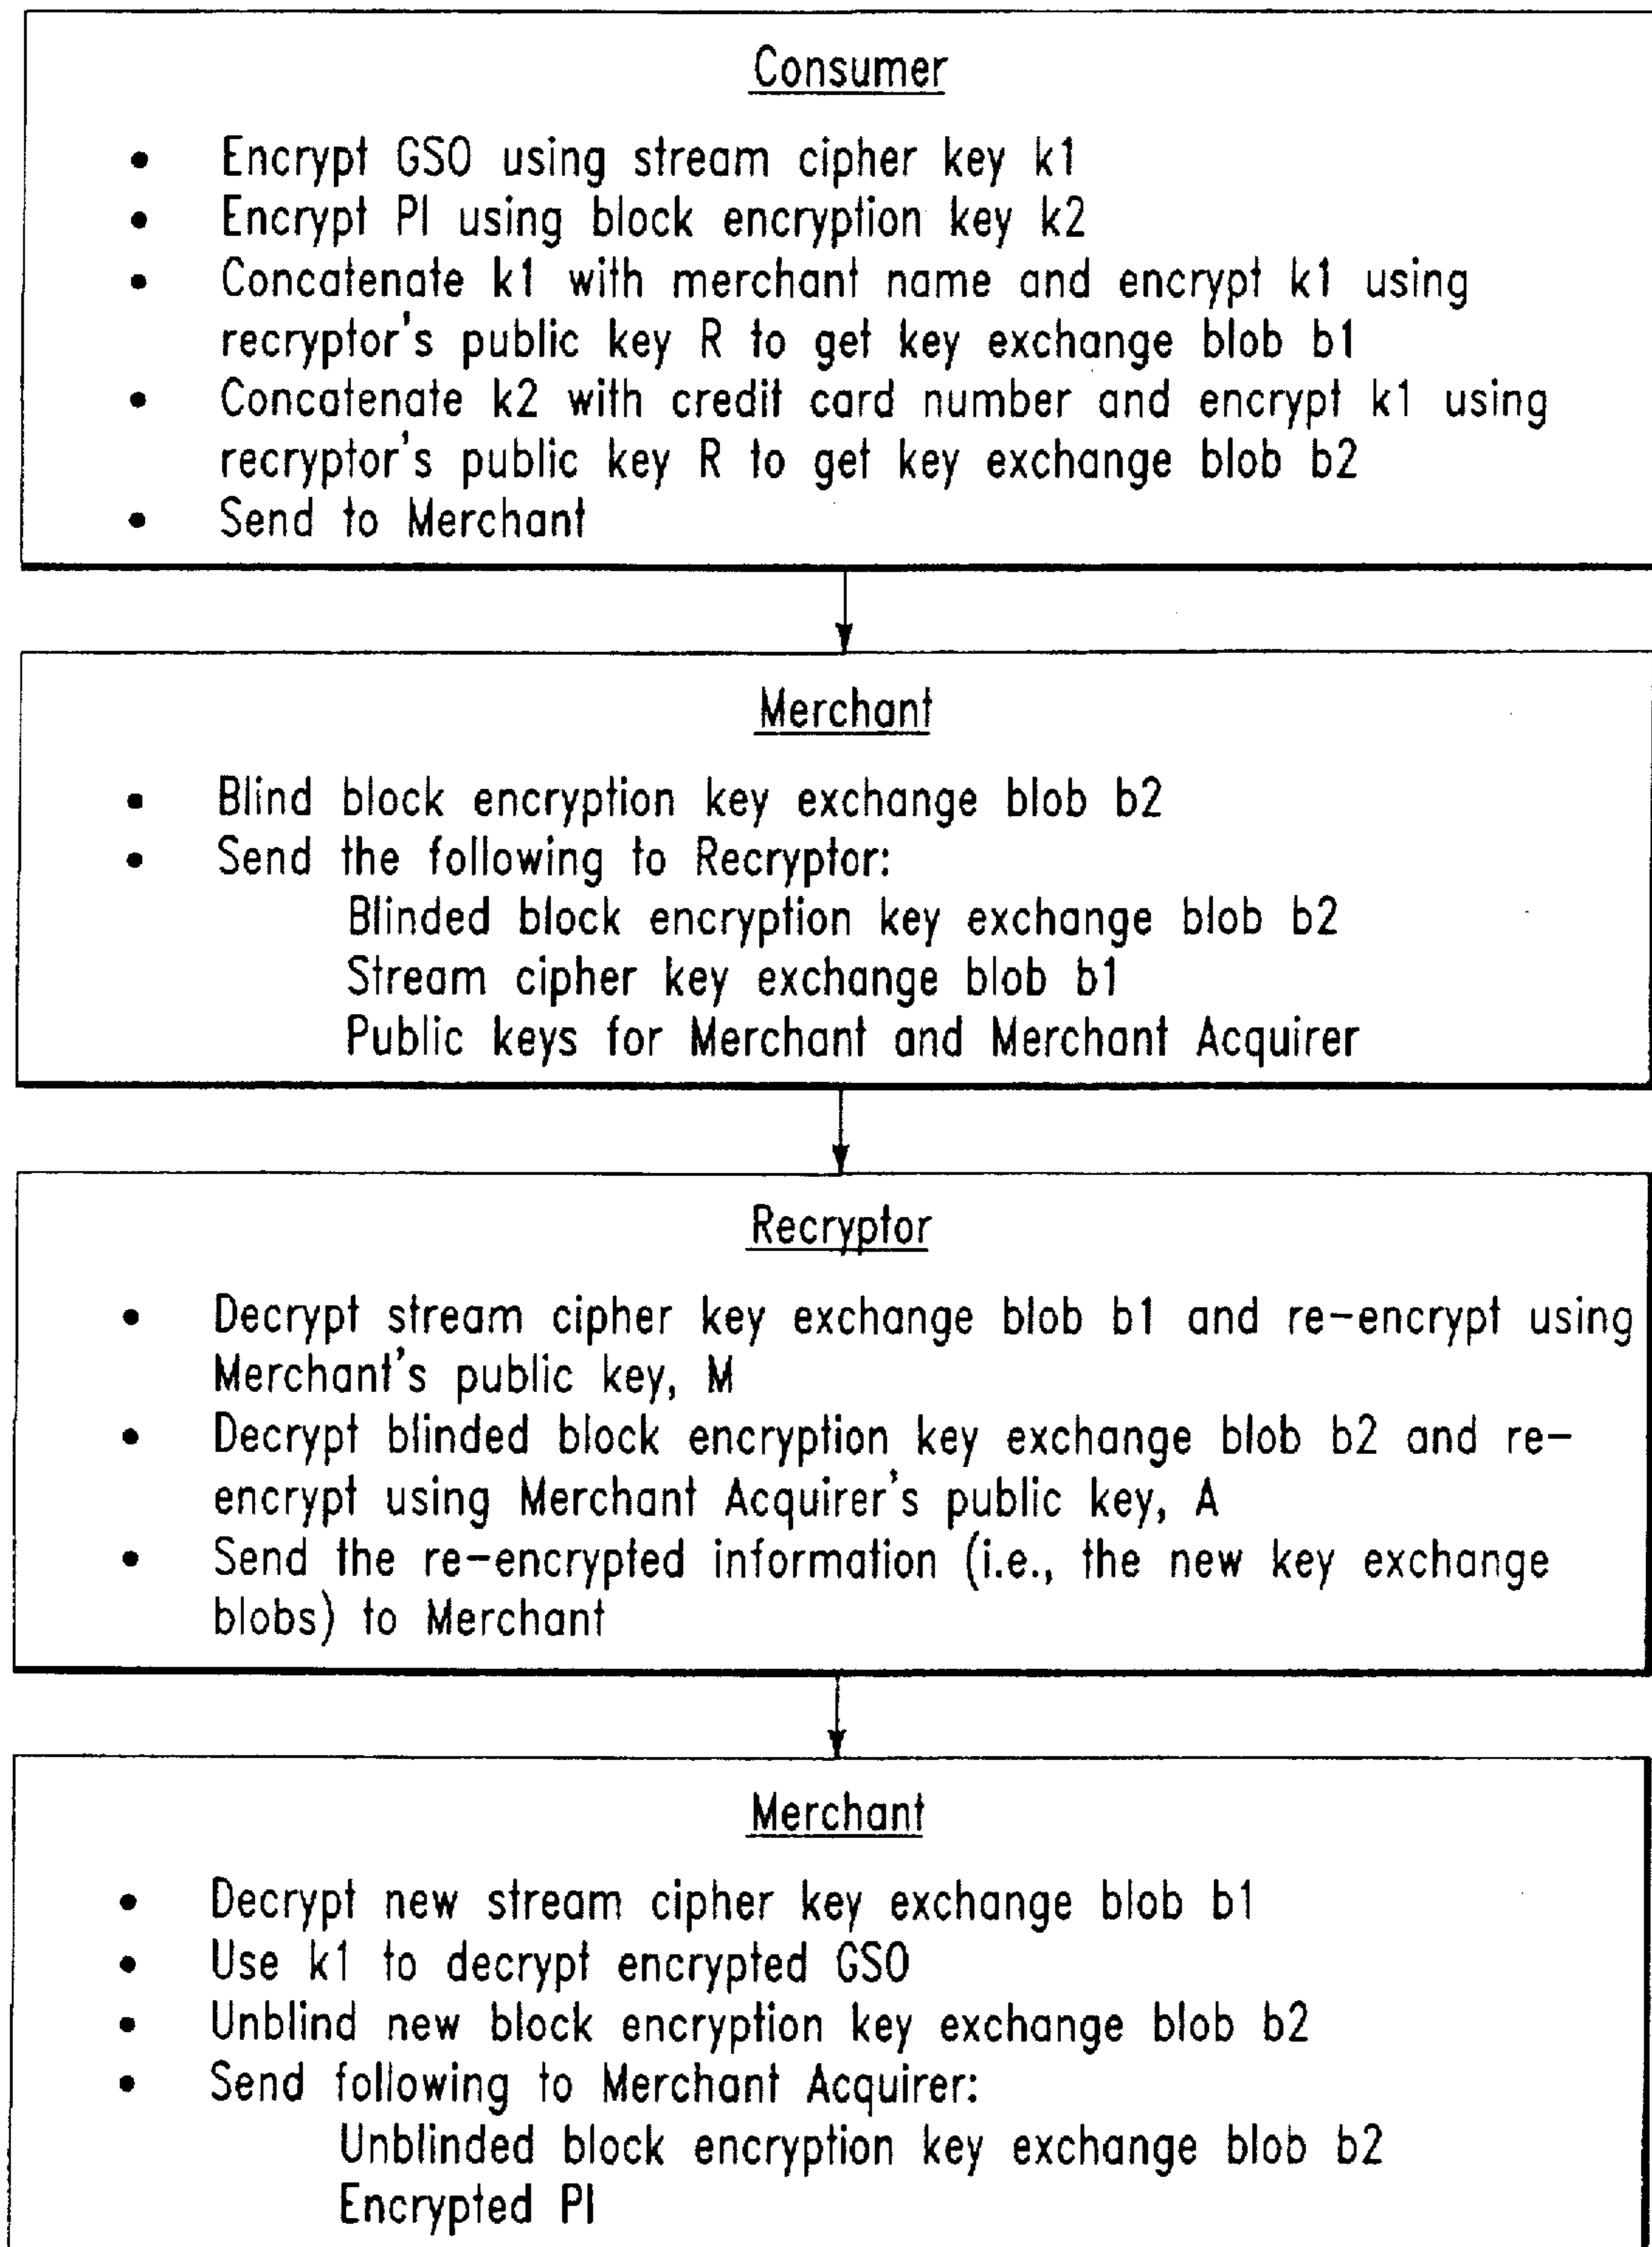 Consumer
• Encrypt GSO using stream cipher key k1
• Encrypt PI using block encryption key k2
• Concatenate k1 with merchant name and encrypt k1 using
recryptor's public key R to get key exchange blob b1
• Concatenate k2 with credit card number and encrypt k1 using
recryptor's public key R to get key exchange blob b2
• Send to Merchant
Merchant
• Blind block encryption key exchange blob b2
• Send the following to Recryptor:
Blinded block encryption key exchange blob b2
Stream cipher key exchange blob b1
Public keys for Merchant and Merchant Acquirer
Recryptor
• Decrypt stream cipher key exchange blob b1 and re-encrypt using
Merchant's public key, M
• Decrypt blinded block encryption key exchange blob b2 and re-
encrypt using Merchant Acquirer's public key, A
• Send the re-encrypted information (i.e., the new key exchange
blobs) to Merchant
Merchant
• Decrypt new stream cipher key exchange blob b1
• Use k1 to decrypt encrypted GSO
• Unblind new block encryption key exchange blob b2
• Send following to Merchant Acquirer:
Unblinded block encryption key exchange blob b2
Encrypted PI